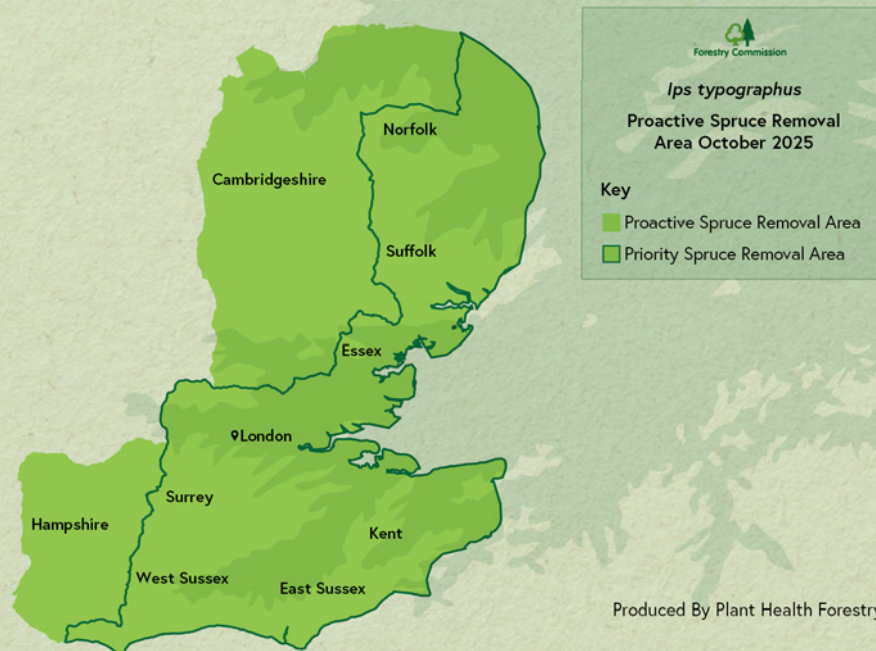 Forestry Commission
Ips typographus
Proactive Spruce Removal
Area October 2025
Key
Proactive Spruce Removal Area
Priority Spruce Removal Area
Norfolk
Cambridgeshire
Suffolk
Essex
London
Surrey
Hampshire
Kent
West Sussex
East Sussex
Produced By Plant Health Forestry